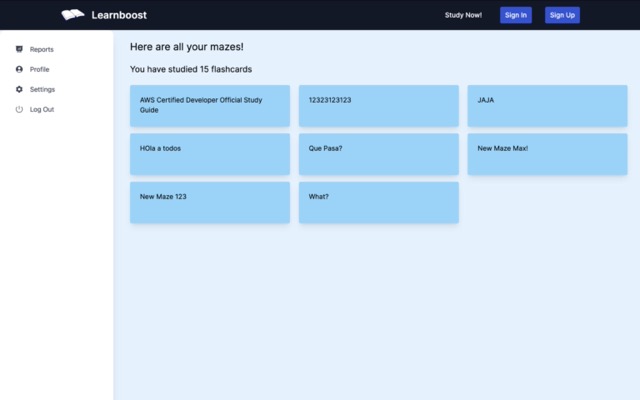 Learnboost
Study Now!
Sign In
Sign Up
Reports
Profile
Settings
Log Out
Here are all your mazes!
You have studied 15 flashcards
AWS Certified Developer Official Study
Guide
12323123123
JAJA
HOla a todos
Que Pasa?
New Maze Max!
New Maze 123
What?